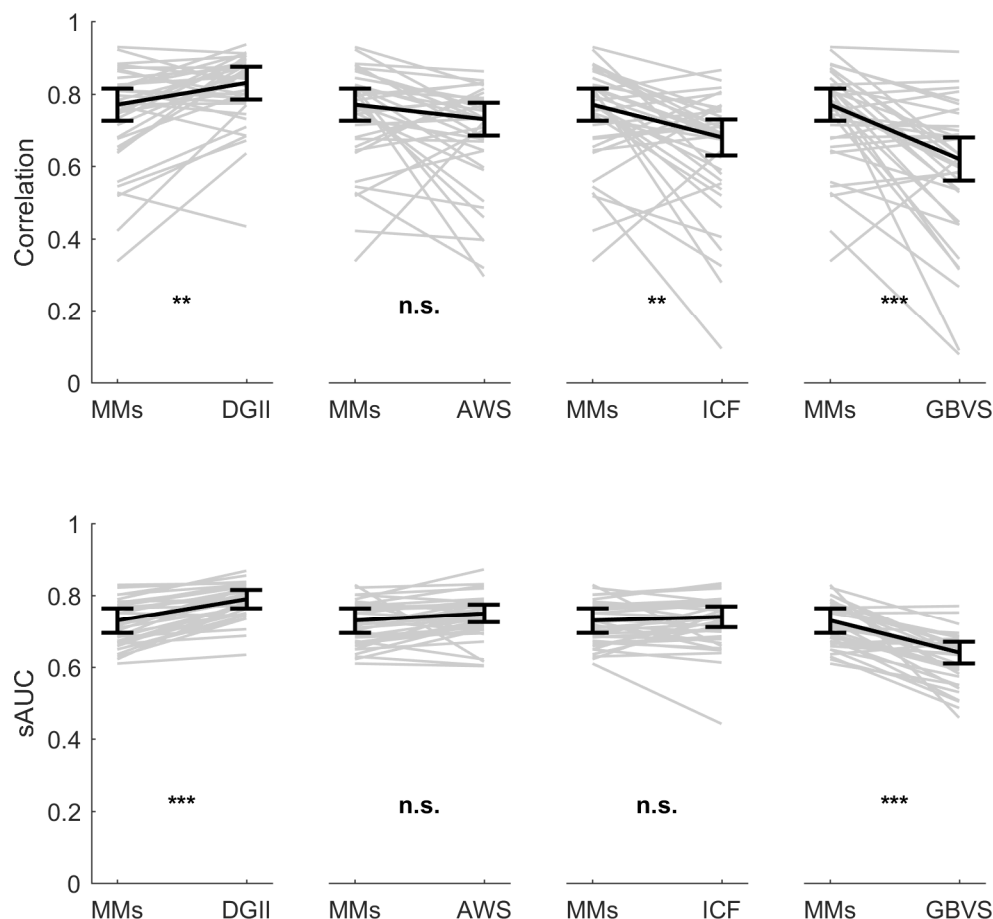 1
0.8
0.6
0.4
0.2
0
Correlation
** n.s. ** ***
MMs DGII MMs AWS MMs ICF MMs GBVS
1
0.8
0.6
0.4
0.2
0
sAUC
*** n.s. n.s. ***
MMs DGII MMs AWS MMs ICF MMs GBVS